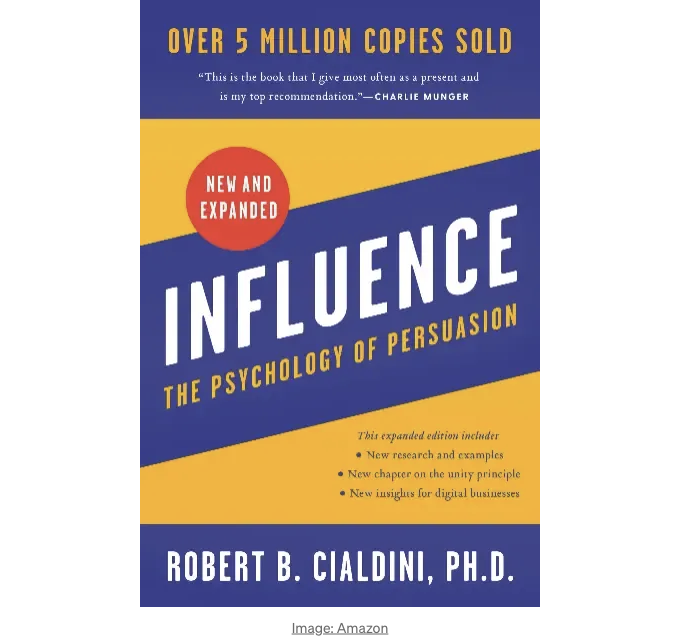 OVER 5 MILLION COPIES SOLD
“This is the book that I give most often as a present and
is my top recommendation.”—CHARLIE MUNGER
NEW AND
EXPANDED
INFLUENCE
THE PSYCHOLOGY OF PERSUASION
This expanded edition includes
• New research and examples
• New chapter on the unity principle
• New insights for digital businesses
ROBERT B. CIALDINI, PH.D.
Image: Amazon